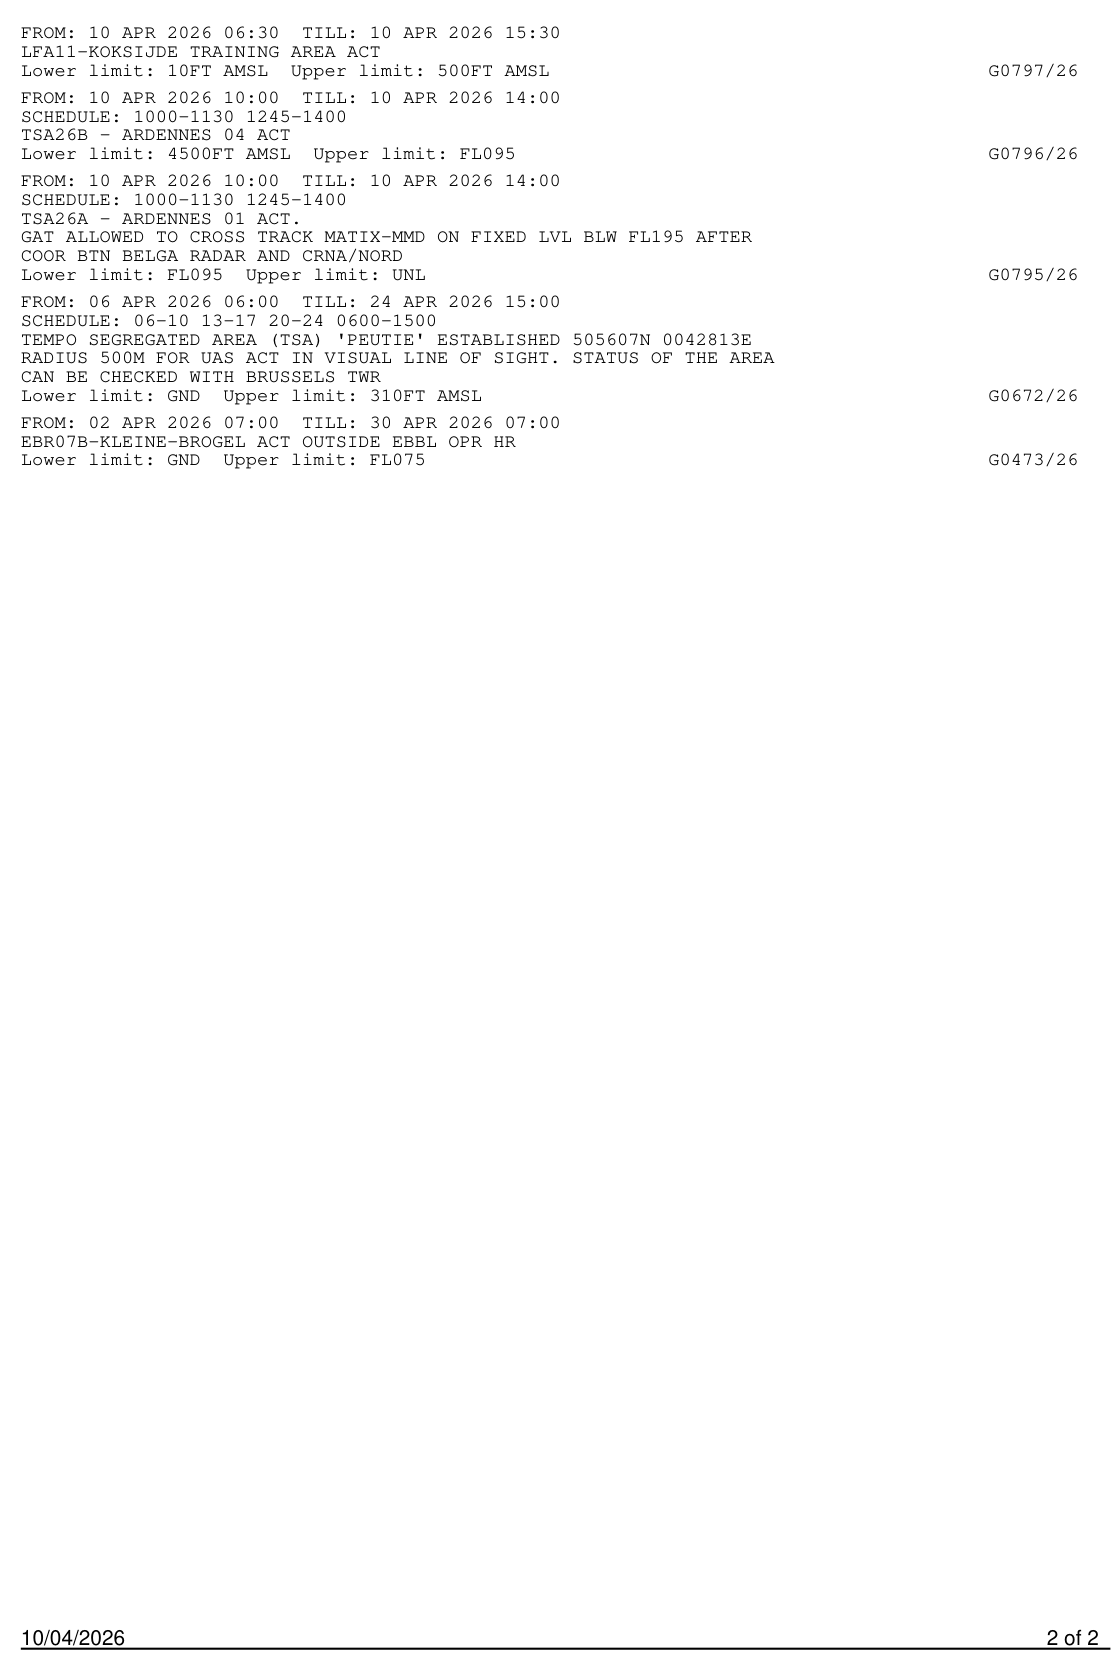 FROM: 10 APR 2026 06:30  TILL: 10 APR 2026 15:30
LFA11-KOKSIJDE TRAINING AREA ACT
Lower limit: 10FT AMSL  Upper limit: 500FT AMSL G0797/26
FROM: 10 APR 2026 10:00  TILL: 10 APR 2026 14:00
SCHEDULE: 1000-1130 1245-1400
TSA26B - ARDENNES 04 ACT
Lower limit: 4500FT AMSL  Upper limit: FL095 G0796/26
FROM: 10 APR 2026 10:00  TILL: 10 APR 2026 14:00
SCHEDULE: 1000-1130 1245-1400
TSA26A - ARDENNES 01 ACT.
GAT ALLOWED TO CROSS TRACK MATIX-MMD ON FIXED LVL BLW FL195 AFTER
COOR BTN BELGA RADAR AND CRNA/NORD
Lower limit: FL095  Upper limit: UNL G0795/26
FROM: 06 APR 2026 06:00  TILL: 24 APR 2026 15:00
SCHEDULE: 06-10 13-17 20-24 0600-1500
TEMPO SEGREGATED AREA (TSA) 'PEUTIE' ESTABLISHED 505607N 0042813E
RADIUS 500M FOR UAS ACT IN VISUAL LINE OF SIGHT. STATUS OF THE AREA
CAN BE CHECKED WITH BRUSSELS TWR
Lower limit: GND  Upper limit: 310FT AMSL G0672/26
FROM: 02 APR 2026 07:00  TILL: 30 APR 2026 07:00
EBR07B-KLEINE-BROGEL ACT OUTSIDE EBBL OPR HR
Lower limit: GND  Upper limit: FL075 G0473/26
10/04/2026 2 of 2